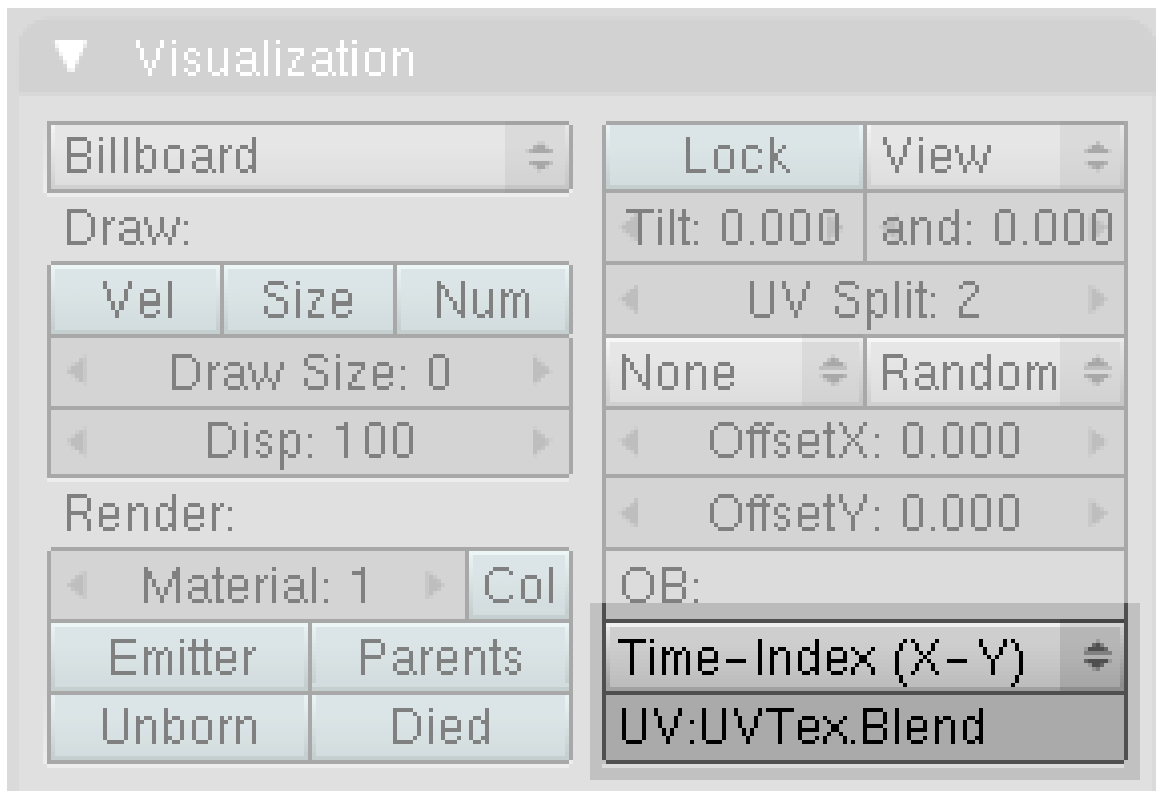 Visualization
Billboard
Draw:
Vel Size Num
Draw Size: 0
Disp: 100
Render:
Material: 1 Col
Emitter Parents
Unborn Died
Lock View
Tilt: 0.000 and: 0.000
UV Split: 2
None Random
OffsetX: 0.000
OffsetY: 0.000
OB:
Time-Index (X-Y)
UV:UVTex.Blend